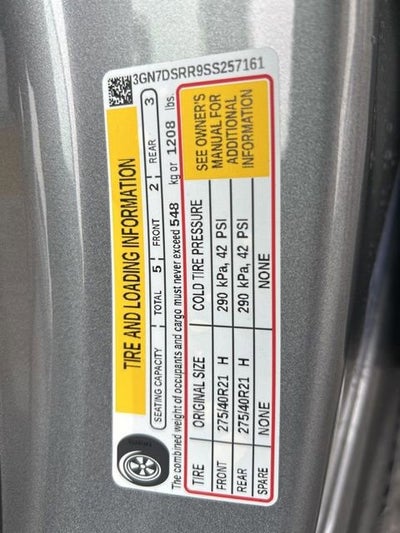 3GN7DSRR9SS257161
TIRE AND LOADING INFORMATION
SEATING CAPACITY TOTAL 5 FRONT 2 REAR 3
The combined weight of occupants and cargo must never exceed 548 kg or 1208 lbs.
TIRE ORIGINAL SIZE COLD TIRE PRESSURE
FRONT 275/40R21 H 290 kPa, 42 PSI
REAR 275/40R21 H 290 kPa, 42 PSI
SPARE NONE NONE
SEE OWNER'S
MANUAL FOR
ADDITIONAL
INFORMATION